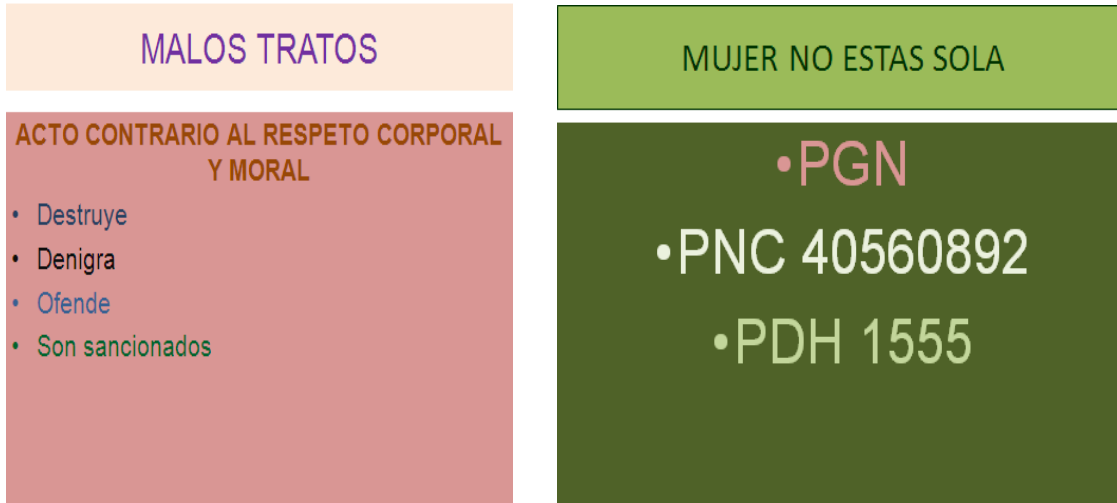 MALOS TRATOS
ACTO CONTRARIO AL RESPETO CORPORAL
Y MORAL
• Destruye
• Denigra
• Ofende
• Son sancionados
MUJER NO ESTAS SOLA
•PGN
•PNC 40560892
•PDH 1555